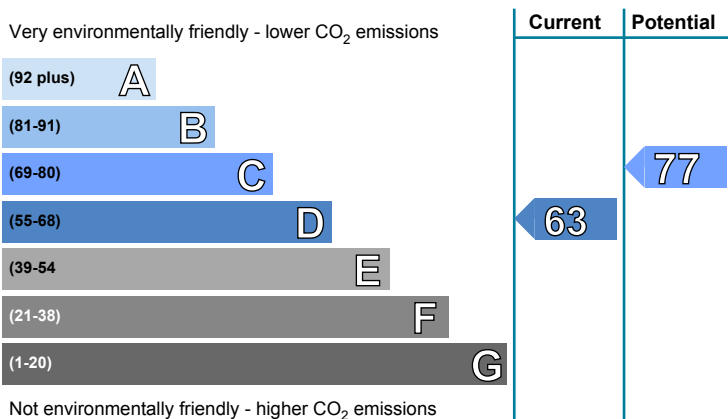 Very environmentally friendly - lower CO2 emissions
Current
Potential
(92 plus) A
(81-91) B
(69-80) C
77
(55-68) D
63
(39-54 E
(21-38) F
(1-20) G
Not environmentally friendly - higher CO2 emissions